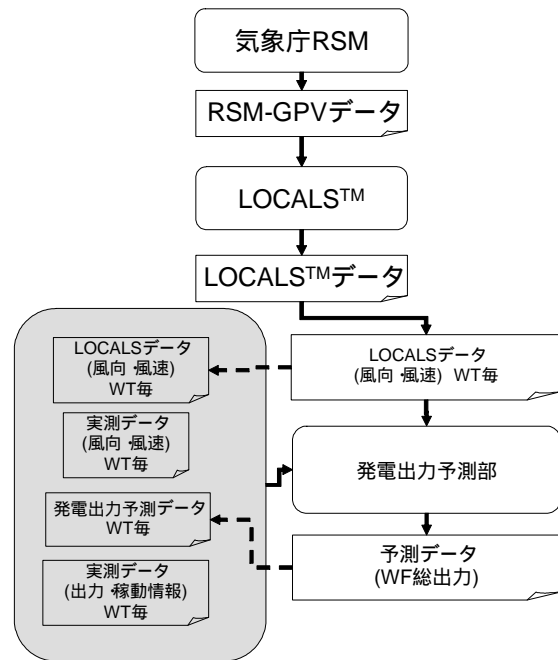 気象庁RSM
RSM-GPVデータ
LOCALS™
LOCALS™データ
LOCALSデータ
(風向・風速)
WT毎
実測データ
(風向・風速)
WT毎
発電出力予測データ
WT毎
実測データ
(出力・稼動情報)
WT毎
LOCALSデータ
(風向・風速) WT毎
発電出力予測部
予測データ
(WF総出力)